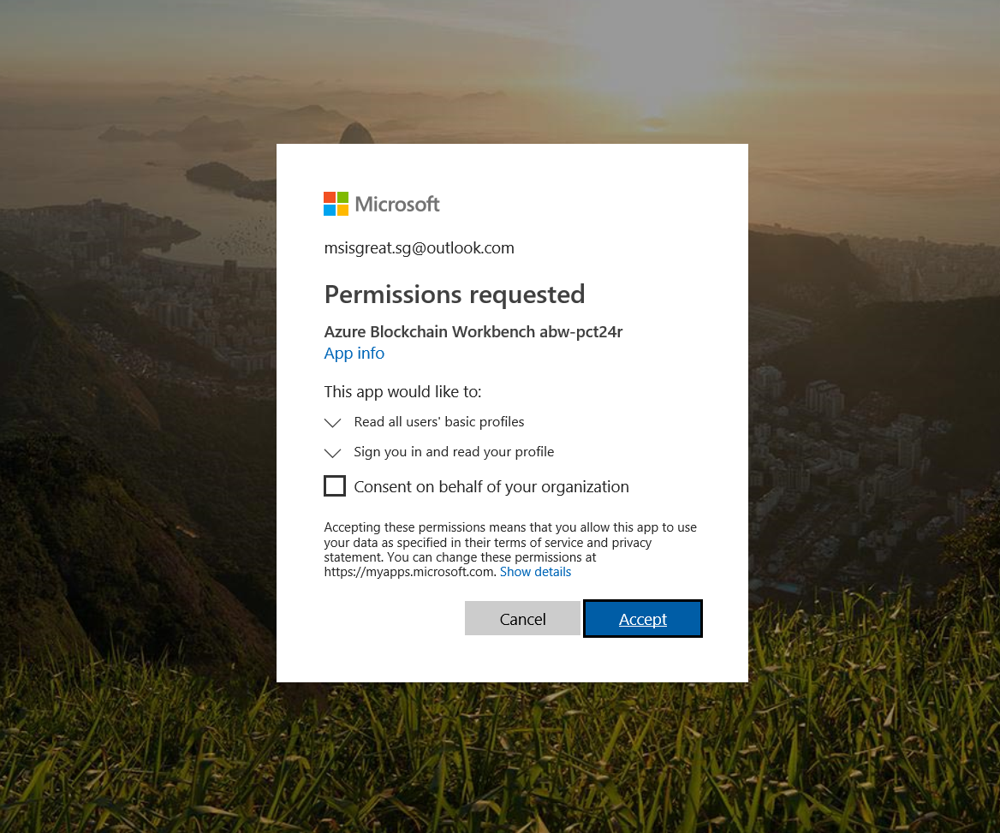 Microsoft
msisgreat.sg@outlook.com
Permissions requested
Azure Blockchain Workbench abw-pct24r
App info
This app would like to:
Read all users' basic profiles
Sign you in and read your profile
Consent on behalf of your organization
Accepting these permissions means that you allow this app to use
your data as specified in their terms of service and privacy
statement. You can change these permissions at
https://myapps.microsoft.com. Show details
Cancel Accept